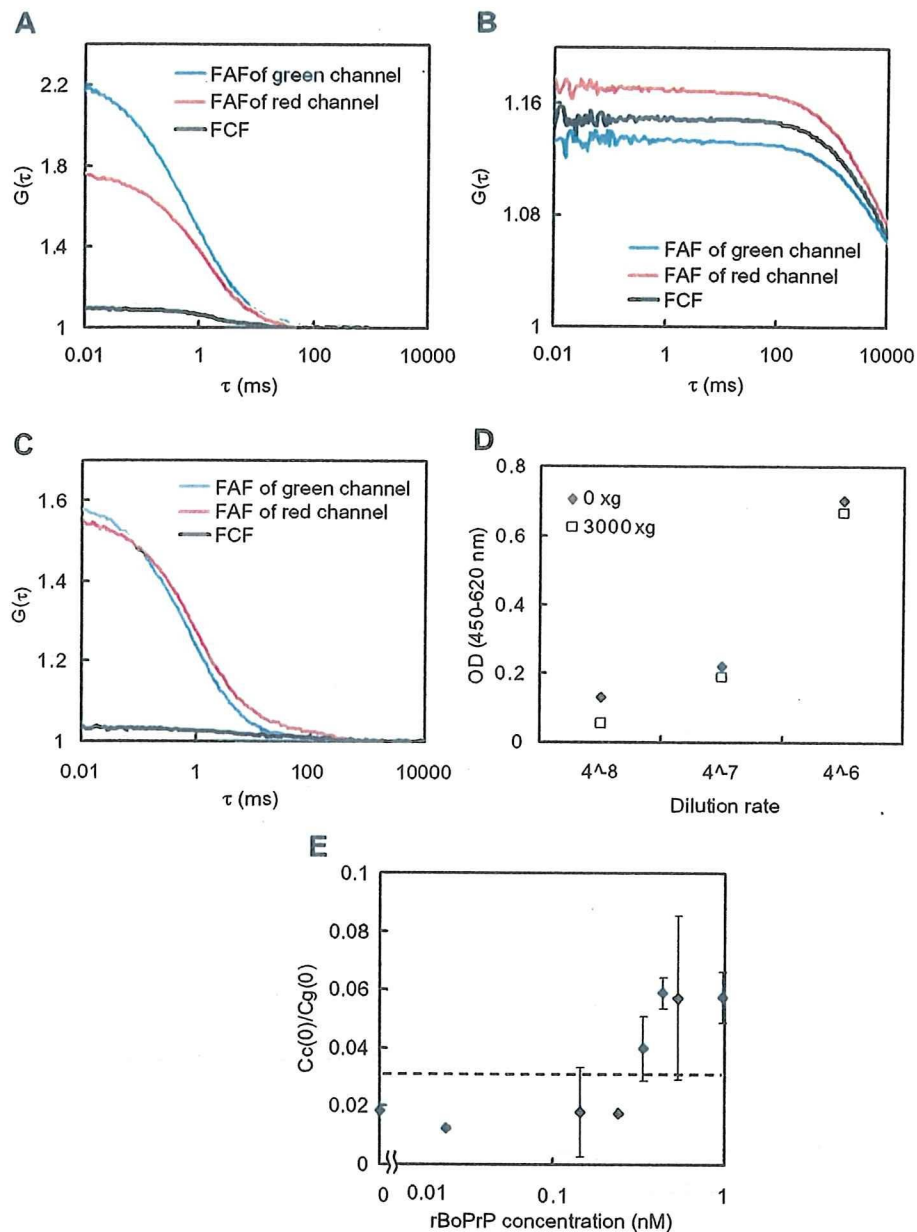 A
FAFof green channel
FAFof red channel
FCF
2.2
1.8
1.4
1
G(τ)
0.01
1
100
10000
τ (ms)
B
1.16
1.08
1
G(τ)
FAF of green channel
FAF of red channel
FCF
0.01
1
100
10000
τ (ms)
C
FAF of green channel
FAF of red channel
FCF
1.6
1.4
1.2
1
G(τ)
0.01
1
100
10000
τ (ms)
D
0.8
0.6
0.4
0.2
0
OD (450-620 nm)
0 xg
3000 xg
4^-8
4^-7
4^-6
Dilution rate
E
0.1
0.08
0.06
0.04
0.02
0
Cc(0)/Cg(0)
0
0.01
0.1
1
rBoPrP concentration (nM)